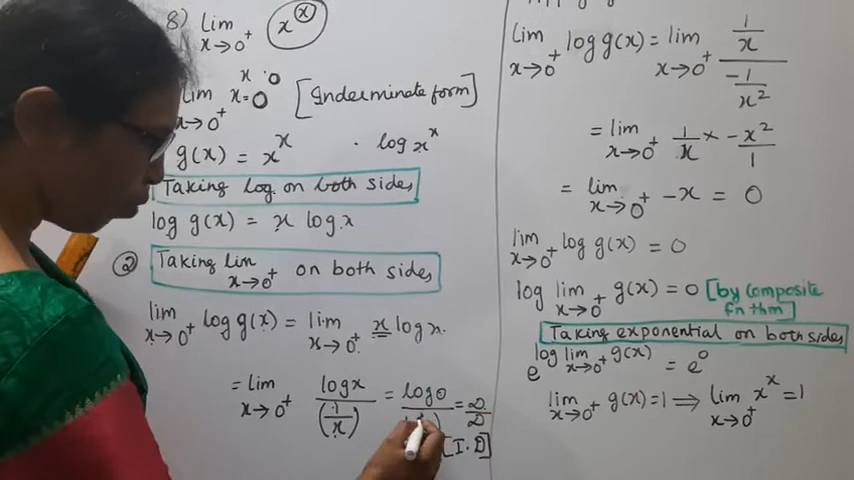 8) lim x→0⁺ x^x
lim x→0⁺ x^x = 0^0 [Inderminate form]
g(x) = x^x · log x^x
Taking log on both sides,
log g(x) = x log x
② Taking lim x→0⁺ on both sides,
lim x→0⁺ log g(x) = lim x→0⁺ x log x.
= lim x→0⁺ log x / (1/x) = log 0 / = ∞/∞
[I.D]
lim x→0⁺ log g(x) = lim x→0⁺ (1/x) / (-1/x²)
= lim x→0⁺ 1/x × -x²/1
= lim x→0⁺ -x = 0
lim x→0⁺ log g(x) = 0
log lim x→0⁺ g(x) = 0 [by composite
fn thm]
Taking exponential on both sides,
e^(log lim x→0⁺ g(x)) = e^0
lim x→0⁺ g(x) = 1 ⟹ lim x→0⁺ x^x = 1